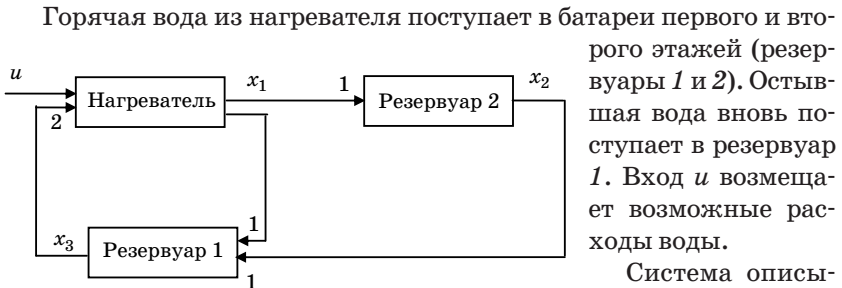 Горячая вода из нагревателя поступает в батареи первого и вто-
рого этажей (резер-
вуары 1 и 2). Остыв-
шая вода вновь по-
ступает в резервуар
1. Вход u возмеща-
ет возможные рас-
ходы воды.
Система описы-
u
Нагреватель
x1
1
Резервуар 2
x2
2
1
x3
Резервуар 1
1